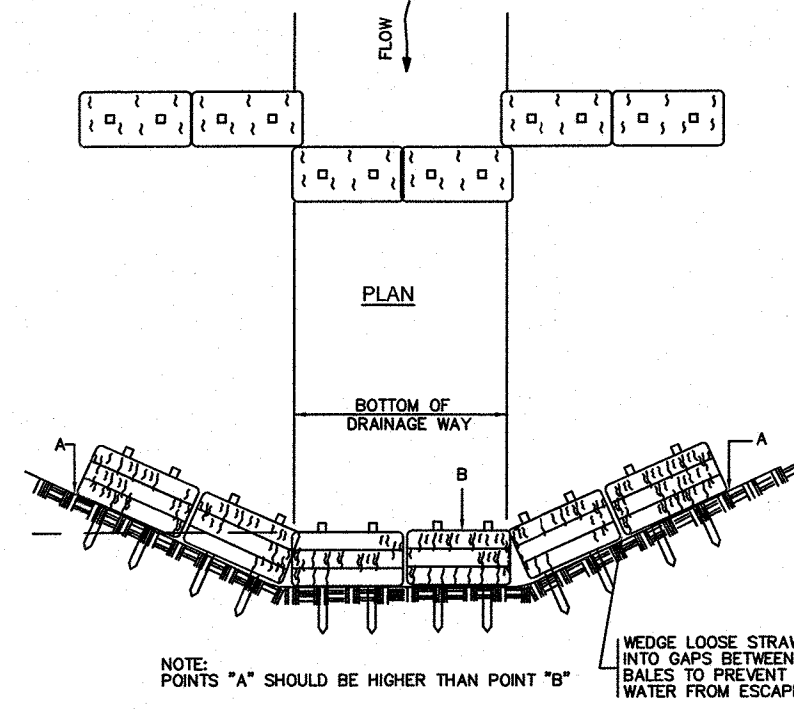 FLOW
PLAN
BOTTOM OF
DRAINAGE WAY
A
B
A
NOTE:
POINTS "A" SHOULD BE HIGHER THAN POINT "B"
WEDGE LOOSE STRAW
INTO GAPS BETWEEN
BALES TO PREVENT
WATER FROM ESCAPI